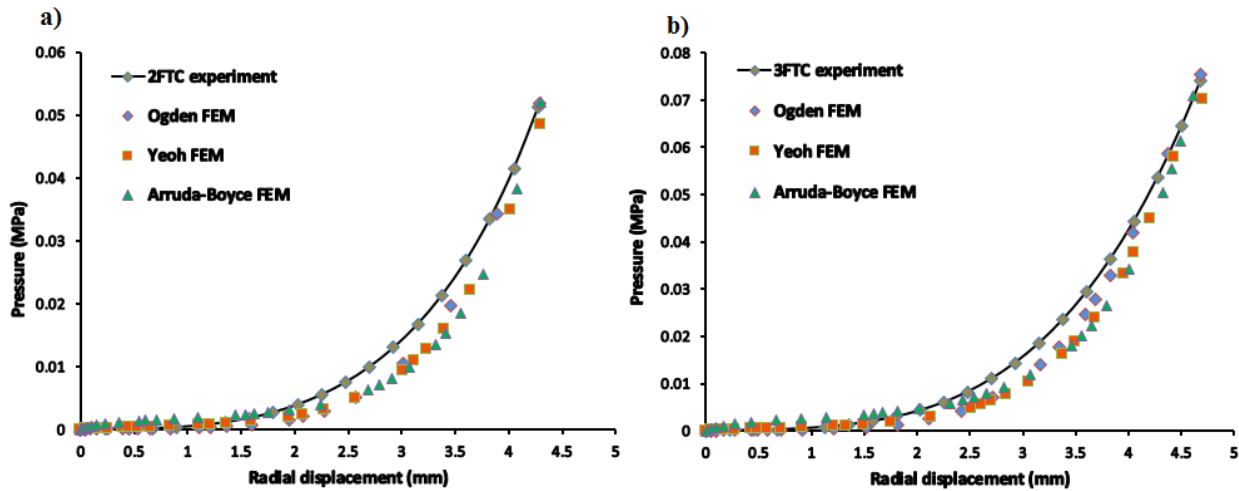 a)
0.06
0.05
0.04
0.03
0.02
0.01
0
Pressure (MPa)
2FTC experiment
Ogden FEM
Yeoh FEM
Arruda-Boyce FEM
0 0.5 1 1.5 2 2.5 3 3.5 4 4.5 5
Radial displacement (mm)
b)
0.08
0.07
0.06
0.05
0.04
0.03
0.02
0.01
0
Pressure (MPa)
3FTC experiment
Ogden FEM
Yeoh FEM
Arruda-Boyce FEM
0 0.5 1 1.5 2 2.5 3 3.5 4 4.5 5
Radial displacement (mm)